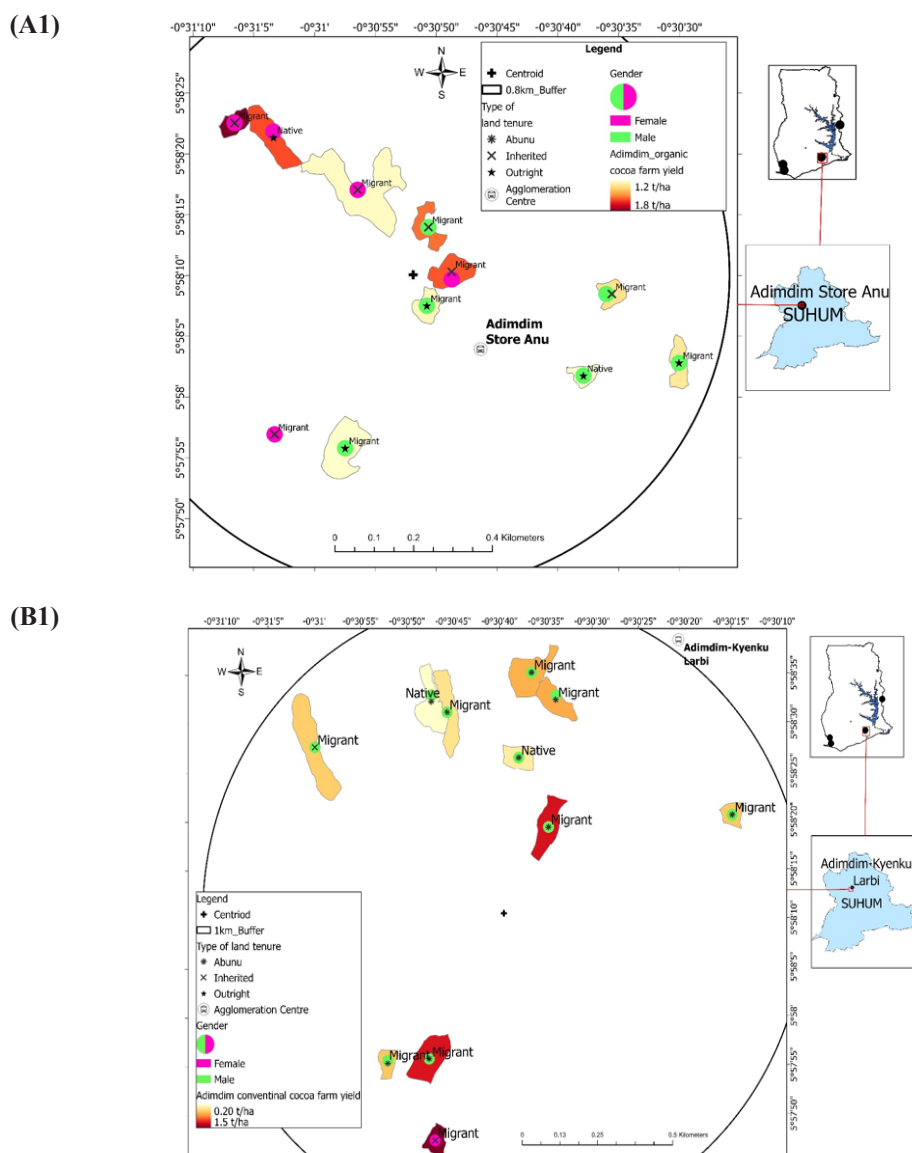 (A1)
-0°31'10" -0°31'5" -0°31' -0°30'55" -0°30'50" -0°30'45" -0°30'40" -0°30'35" -0°30'30"
5°58'25"
5°58'20"
5°58'15"
5°58'10"
5°58'5"
5°58'
5°57'55"
5°57'50"
N
W E
S
Legend
Centroid
0.8km_Buffer
Type of
land tenure
Abunu
Inherited
Outright
Agglomeration
Centre
Gender
Female
Male
Adimdim_organic
cocoa farm yield
1.2 t/ha
1.8 t/ha
Migrant
Native
Migrant
Migrant
Migrant
Migrant
Migrant
Adimdim
Store Anu
Native
Migrant
Migrant
Migrant
0 0.1 0.2 0.4 Kilometers
Adimdim Store Anu
SUHUM
(B1)
-0°31'10" -0°31'5" -0°31' -0°30'55" -0°30'50" -0°30'45" -0°30'40" -0°30'35" -0°30'30" -0°30'20" -0°30'15" -0°30'10"
5°58'35"
5°58'30"
5°58'25"
5°58'20"
5°58'15"
5°58'10"
5°58'5"
5°58'
5°57'55"
5°57'50"
N
W E
S
Adimdim-Kyenku
Larbi
Migrant
Native
Migrant
Migrant
Migrant
Native
Migrant
Migrant
Migrant
Migrant
Migrant
Legend
Centriod
1km_Buffer
Type of land tenure
Abunu
Inherited
Outright
Agglomeration Centre
Gender
Female
Male
Adimdim conventinal cocoa farm yield
0.20 t/ha
1.5 t/ha
0 0.13 0.25 0.5 Kilometers
Adimdim-Kyenku
Larbi
SUHUM